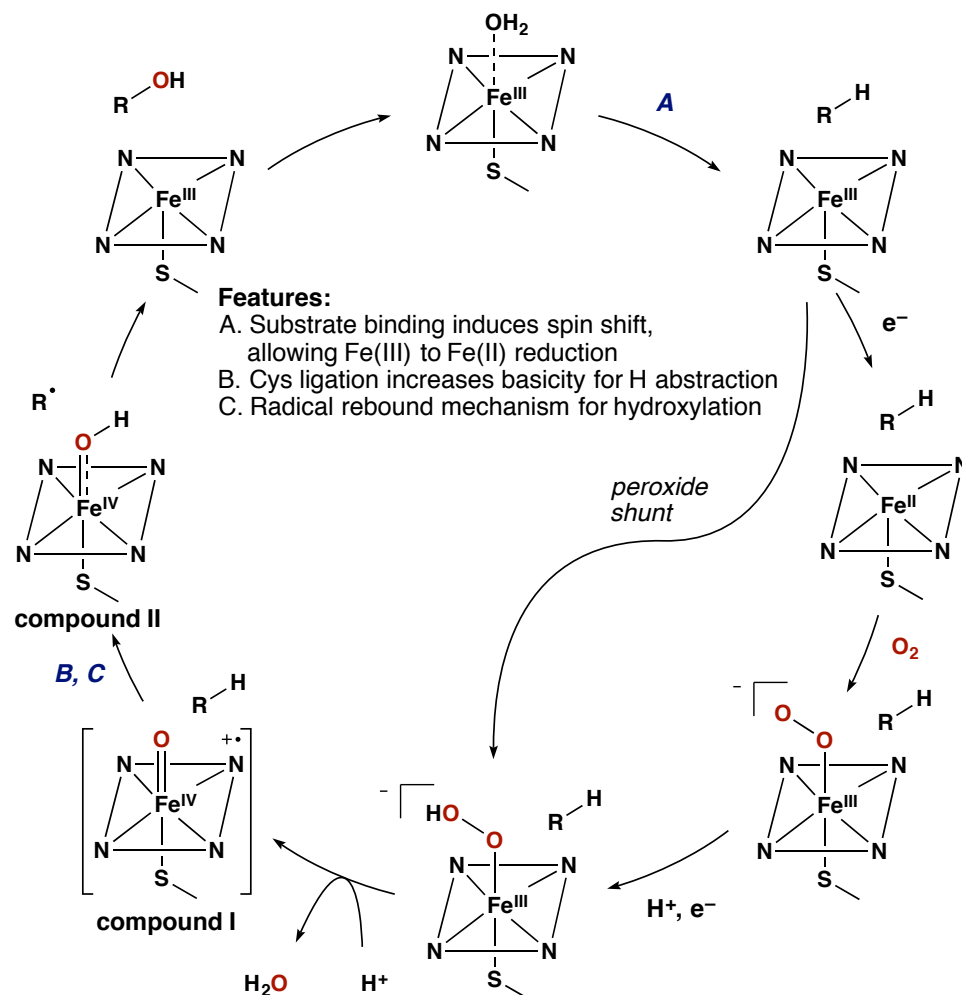 OH₂
N N
Fe^III
N N
S
A
R OH
N N
Fe^III
N N
S
R H
N N
Fe^III
N N
S
Features:
A. Substrate binding induces spin shift,
allowing Fe(III) to Fe(II) reduction
B. Cys ligation increases basicity for H abstraction
C. Radical rebound mechanism for hydroxylation
e⁻
R H
N N
Fe^II
N N
S
peroxide
shunt
R•
O H
N N
Fe^IV
N N
S
compound II
B, C
O₂
R H
O +•
N N
Fe^IV
N N
S
compound I
– O O
R H
N N
Fe^III
N N
S
H⁺, e⁻
– HO O
R H
N N
Fe^III
N N
S
H₂O H⁺